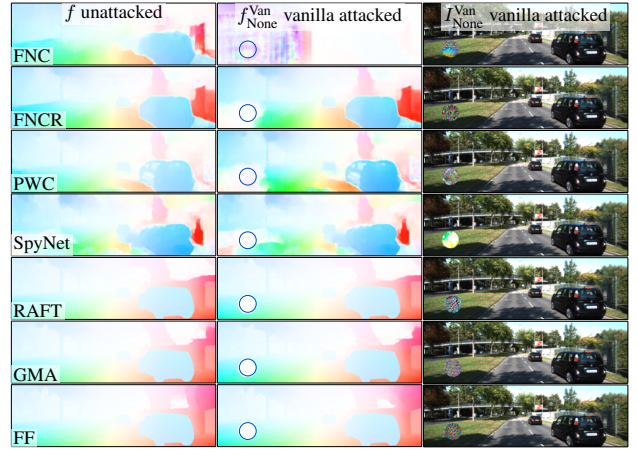 f unattacked
f^Van_None vanilla attacked
I^Van_None vanilla attacked
FNC
FNCR
PWC
SpyNet
RAFT
GMA
FF